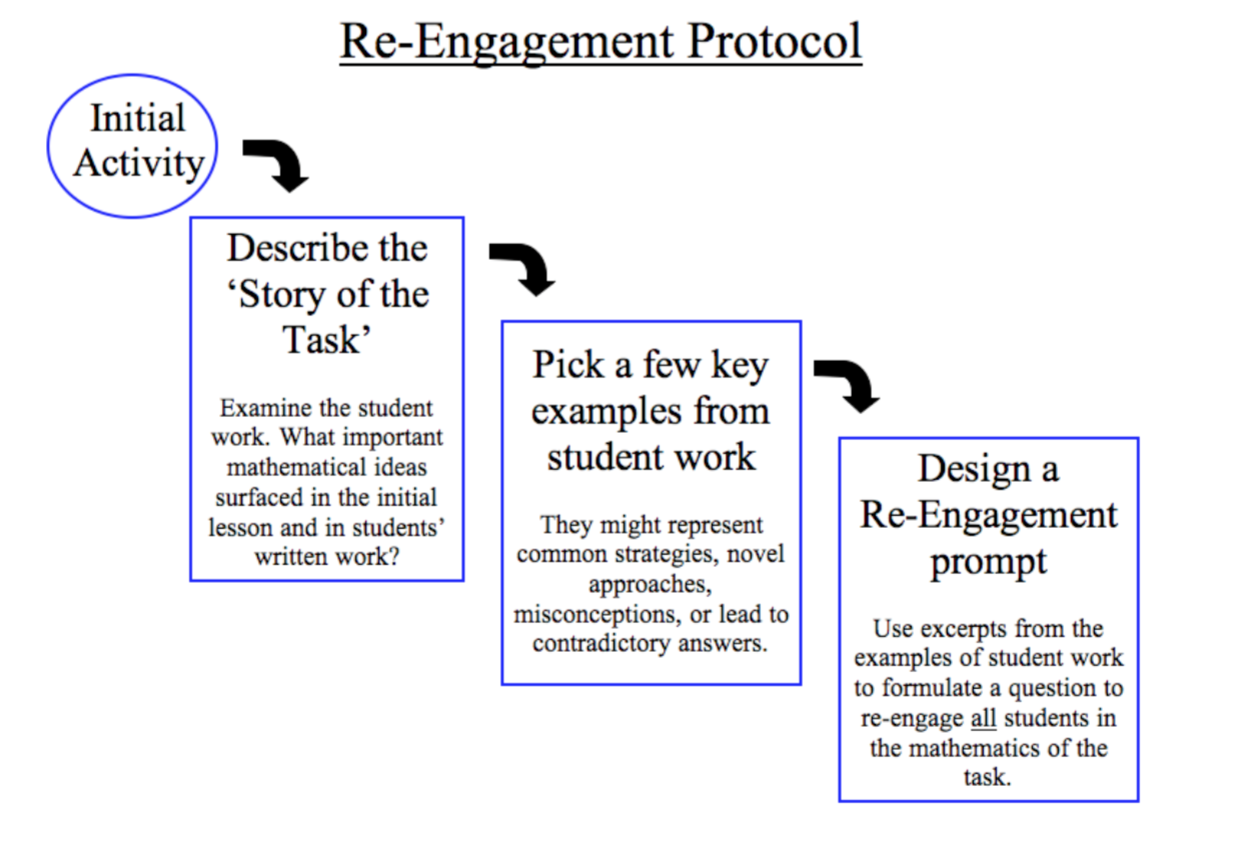 Re-Engagement Protocol
Initial
Activity
Describe the
‘Story of the
Task’
Examine the student
work. What important
mathematical ideas
surfaced in the initial
lesson and in students’
written work?
Pick a few key
examples from
student work
They might represent
common strategies, novel
approaches,
misconceptions, or lead to
contradictory answers.
Design a
Re-Engagement
prompt
Use excerpts from the
examples of student work
to formulate a question to
re-engage all students in
the mathematics of the
task.